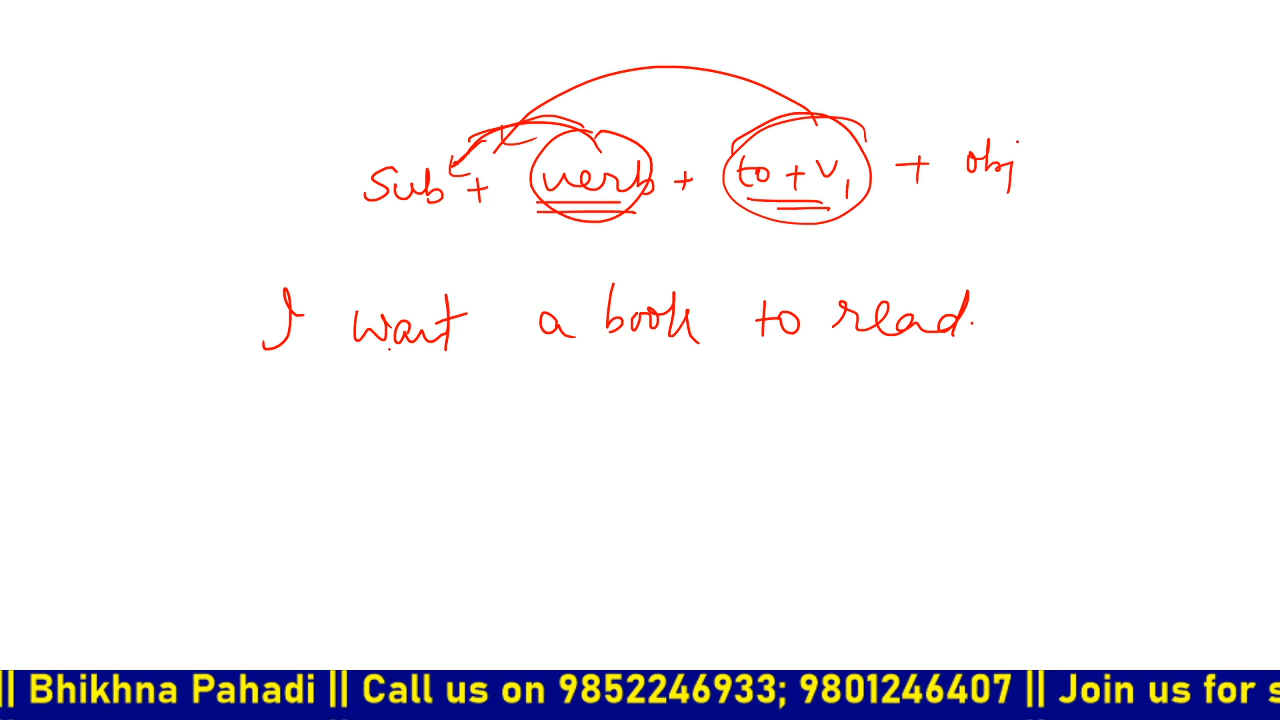 Sub + verb + to + V₁ + obj
I want a book to read.
|| Bhikhna Pahadi || Call us on 9852246933; 9801246407 || Join us for s